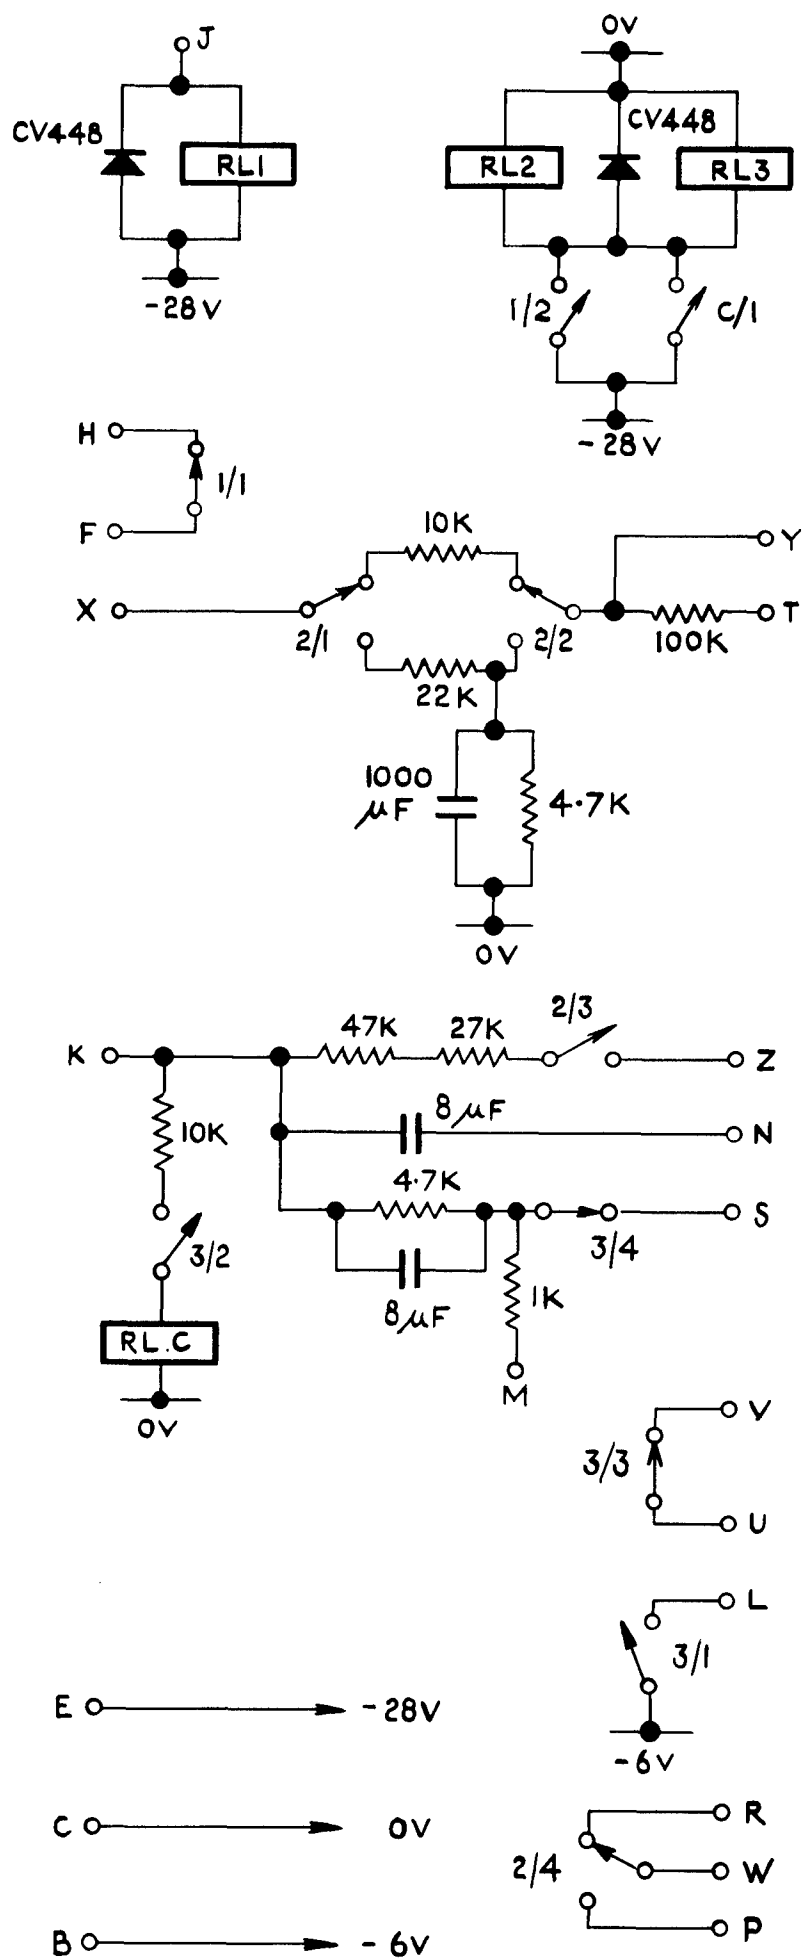 J
0V
CV448
RL1
CV448
RL2
RL3
-28V
1/2
C/1
-28V
H
1/1
F
10K
Y
X
T
2/1
2/2
100K
22K
1000
μF
4.7K
0V
2/3
K
47K
27K
Z
8μF
N
10K
4.7K
S
3/2
3/4
8μF
1K
RL.C
M
0V
V
3/3
U
L
3/1
E
-28V
-6V
C
0V
R
2/4
W
P
B
-6V